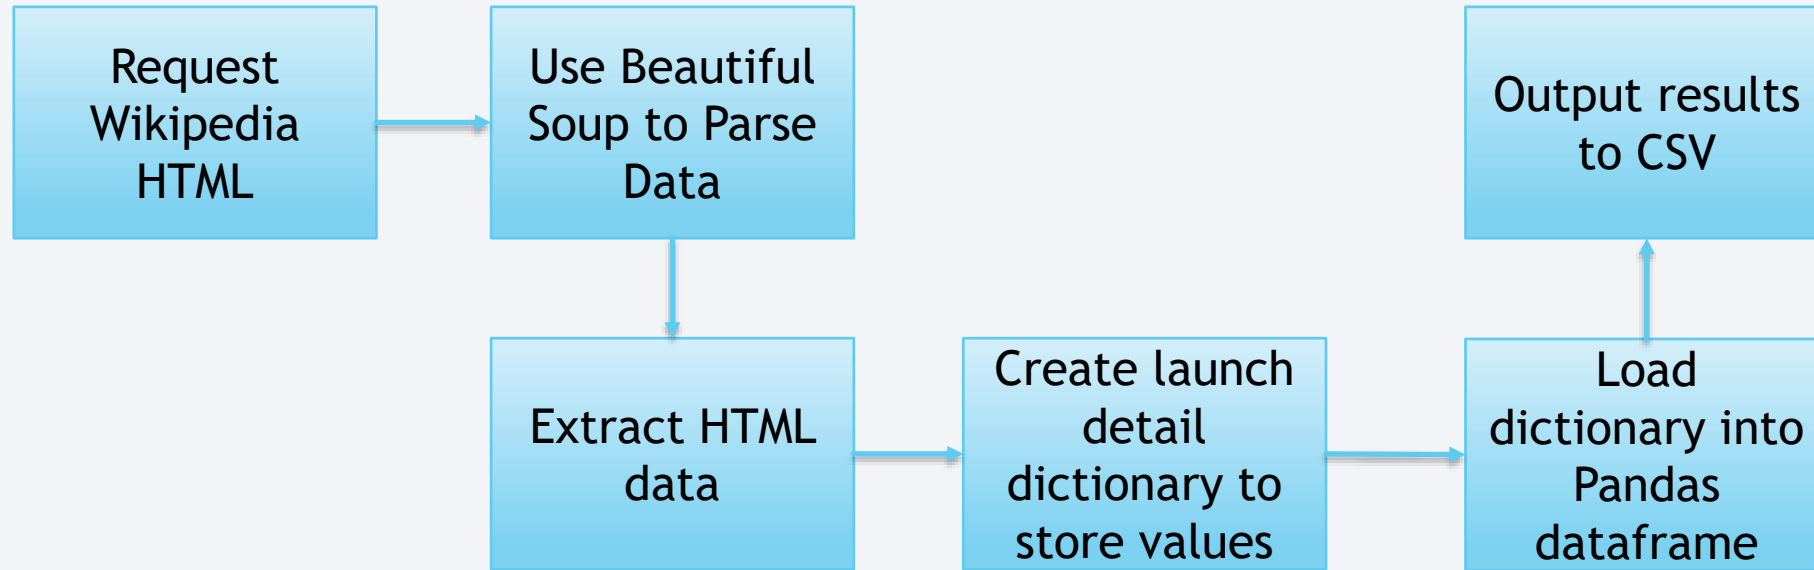 Request
Wikipedia
HTML
Use Beautiful
Soup to Parse
Data
Extract HTML
data
Create launch
detail
dictionary to
store values
Load
dictionary into
Pandas
dataframe
Output results
to CSV